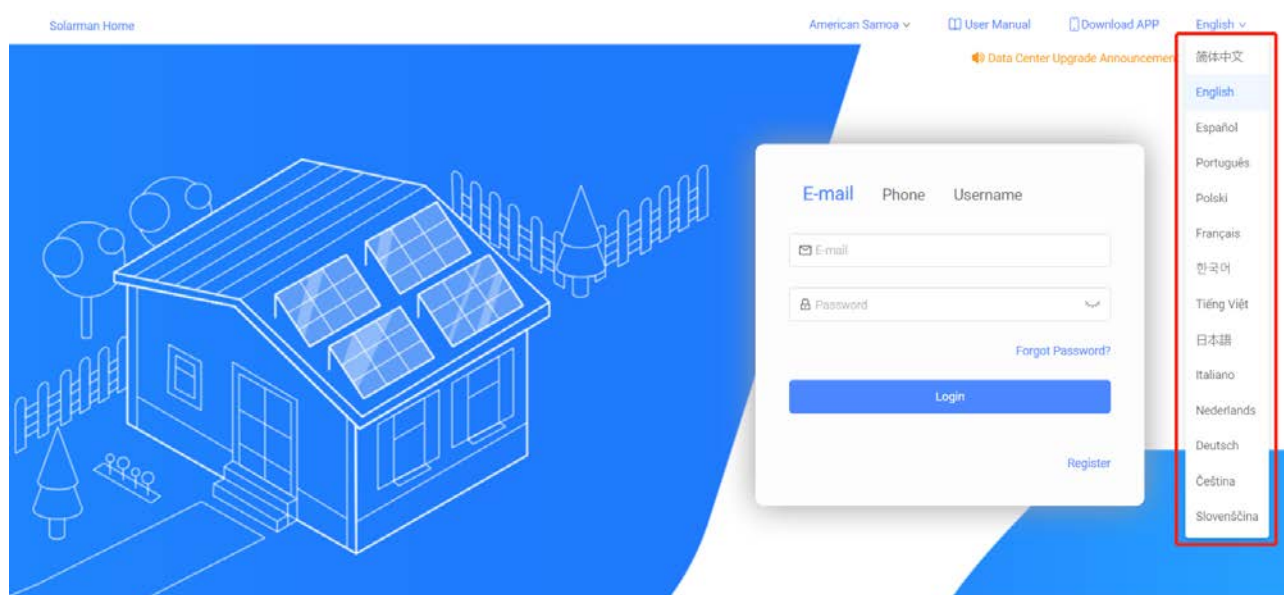 Solarman Home
American Samoa
User Manual
Download APP
English
Data Center Upgrade Announcemen
简体中文
English
Español
Português
Polski
Français
한국어
Tiếng Việt
日本語
Italiano
Nederlands
Deutsch
Čeština
Slovenščina
E-mail Phone Username
E-mail
Password
Forgot Password?
Login
Register